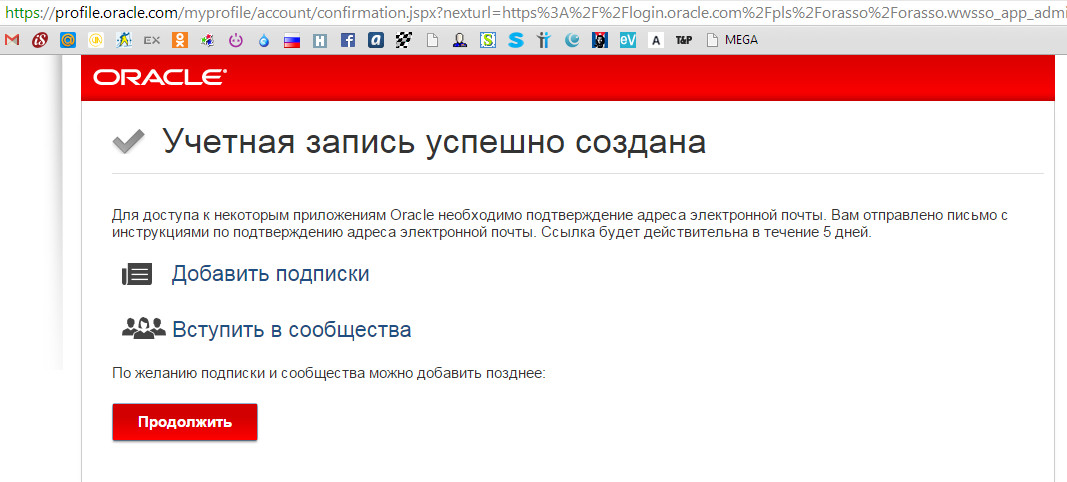 https://profile.oracle.com/myprofile/account/confirmation.jspx?nexturl=https%3A%2F%2Flogin.oracle.com%2Fpls%2Forasso%2Forasso.wwsso_app_admi
EX H f a S S eV A T&P MEGA
ORACLE
Учетная запись успешно создана
Для доступа к некоторым приложениям Oracle необходимо подтверждение адреса электронной почты. Вам отправлено письмо с
инструкциями по подтверждению адреса электронной почты. Ссылка будет действительна в течение 5 дней.
Добавить подписки
Вступить в сообщества
По желанию подписки и сообщества можно добавить позднее:
Продолжить